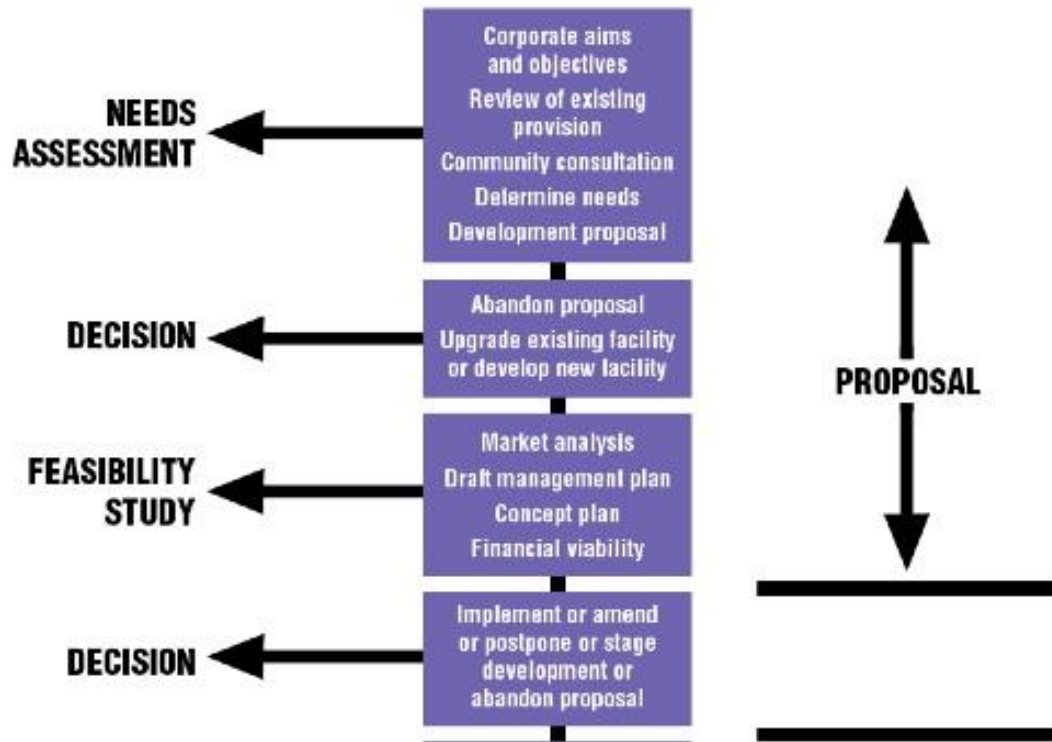 NEEDS
ASSESSMENT
Corporate aims
and objectives
Review of existing
provision
Community consultation
Determine needs
Development proposal
DECISION
Abandon proposal
Upgrade existing facility
or develop new facility
PROPOSAL
FEASIBILITY
STUDY
Market analysis
Draft management plan
Concept plan
Financial viability
DECISION
Implement or amend
or postpone or stage
development or
abandon proposal